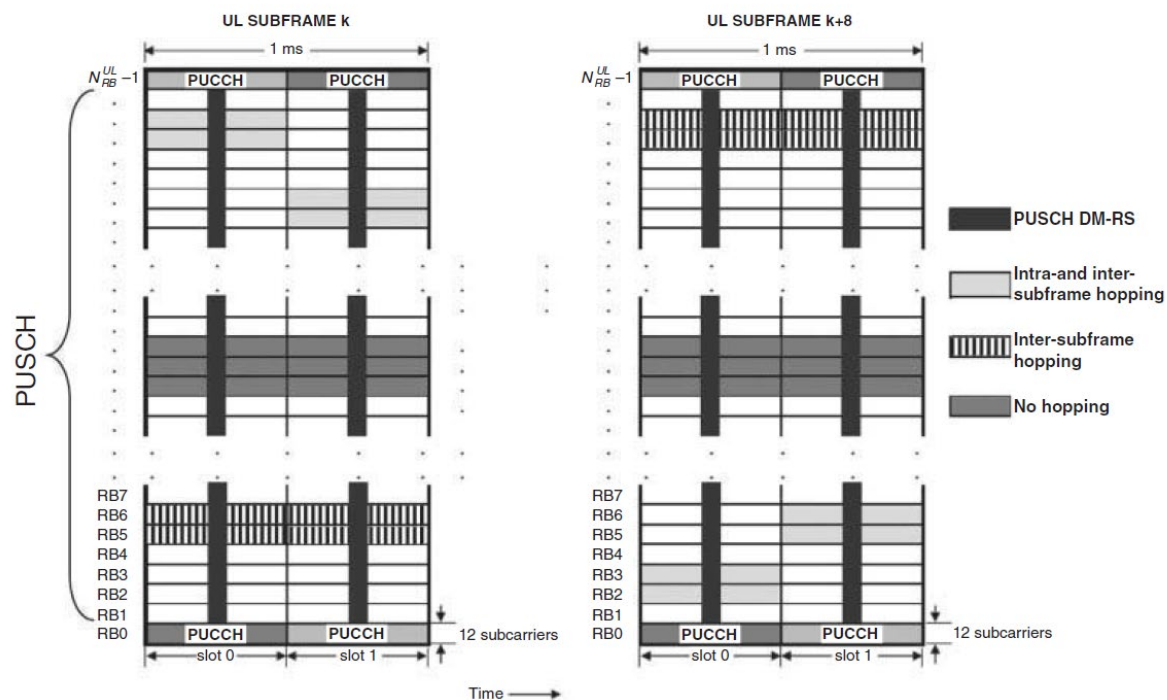 UL SUBFRAME k
UL SUBFRAME k+8
1 ms
1 ms
N_RB^UL –1
PUCCH
PUCCH
N_RB^UL –1
PUCCH
PUCCH
PUSCH
PUSCH DM-RS
Intra-and inter-
subframe hopping
Inter-subframe
hopping
No hopping
RB7
RB6
RB5
RB4
RB3
RB2
RB1
RB0
PUCCH
PUCCH
12 subcarriers
slot 0
slot 1
RB7
RB6
RB5
RB4
RB3
RB2
RB1
RB0
PUCCH
PUCCH
12 subcarriers
slot 0
slot 1
Time